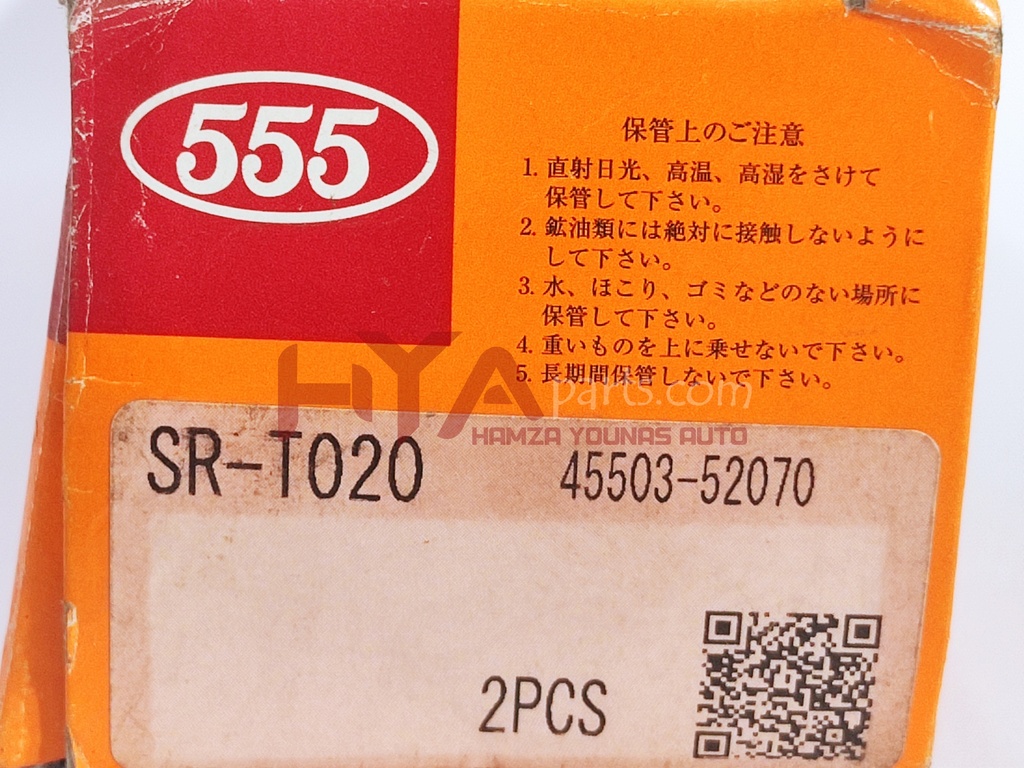 555
保管上のご注意
1. 直射日光、高温、高湿をさけて
保管して下さい。
2. 鉱油類には絶対に接触しないように
して下さい。
3. 水、ほこり、ゴミなどのない場所に
保管して下さい。
4. 重いものを上に乗せないで下さい。
5. 長期間保管しないで下さい。
HYA parts.com
HAMZA YOUNAS AUTO
SR-T020 45503-52070
2PCS